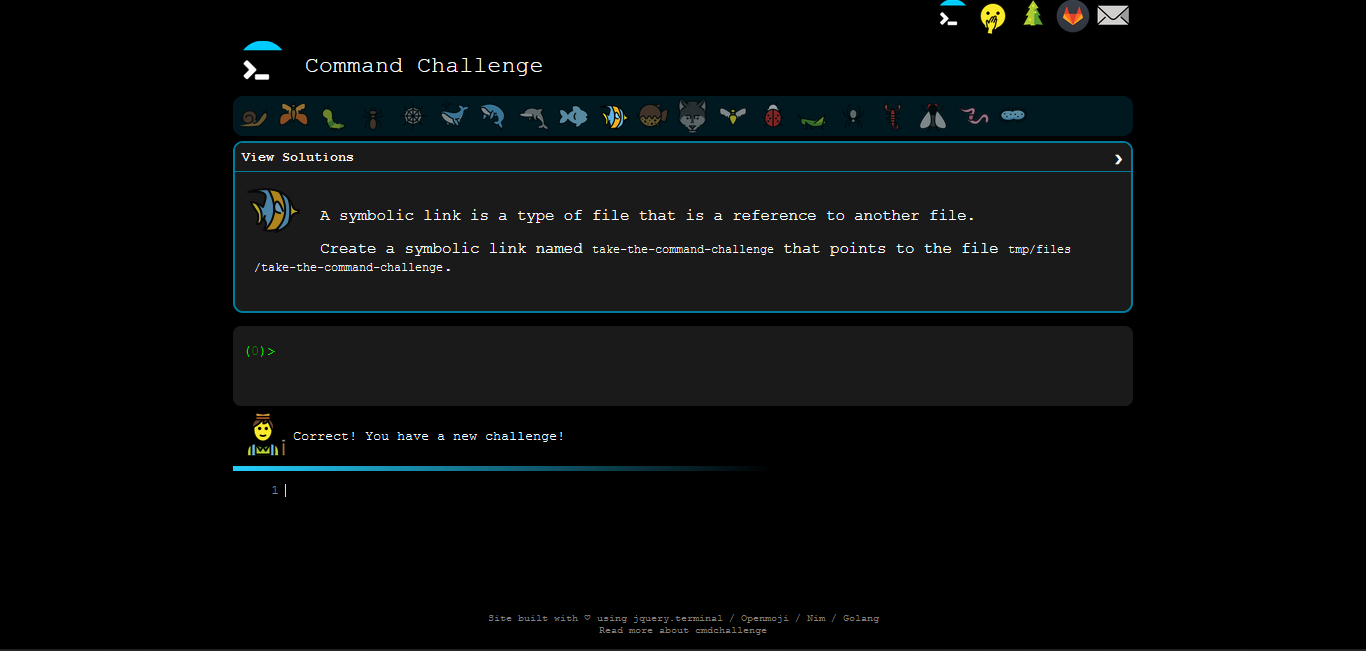 Command Challenge
View Solutions
A symbolic link is a type of file that is a reference to another file.
Create a symbolic link named take-the-command-challenge that points to the file tmp/files
/take-the-command-challenge.
(0)>
Correct! You have a new challenge!
1
Site built with ♡ using jquery.terminal / Openmoji / Nim / Golang
Read more about cmdchallenge